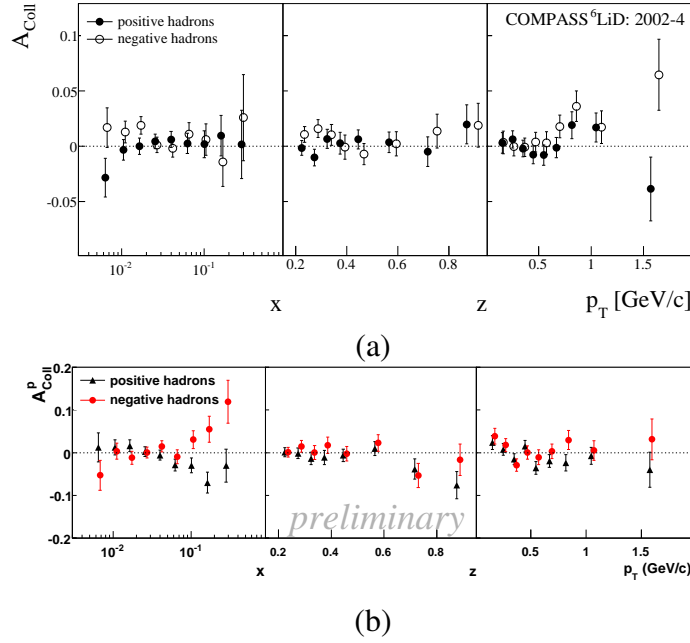 A_Coll
0.1
0.05
0
-0.05
positive hadrons
negative hadrons
COMPASS ⁶LiD: 2002-4
10⁻² 10⁻¹ 0.2 0.4 0.6 0.8 0.5 1 1.5
x z p_T [GeV/c]
(a)
A^p_Coll
0.2
0.1
0
-0.1
-0.2
positive hadrons
negative hadrons
preliminary
10⁻² 10⁻¹ 0.2 0.4 0.6 0.8 0.5 1 1.5
x z p_T (GeV/c)
(b)